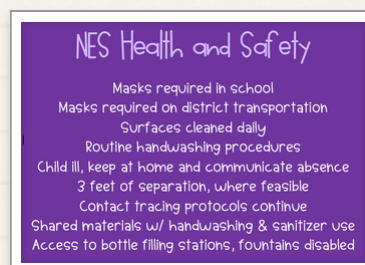 NES Health and Safety
Masks required in school
Masks required on district transportation
Surfaces cleaned daily
Routine handwashing procedures
Child ill, keep at home and communicate absence
3 feet of separation, where feasible
Contact tracing protocols continue
Shared materials w/ handwashing & sanitizer use
Access to bottle filling stations, fountains disabled